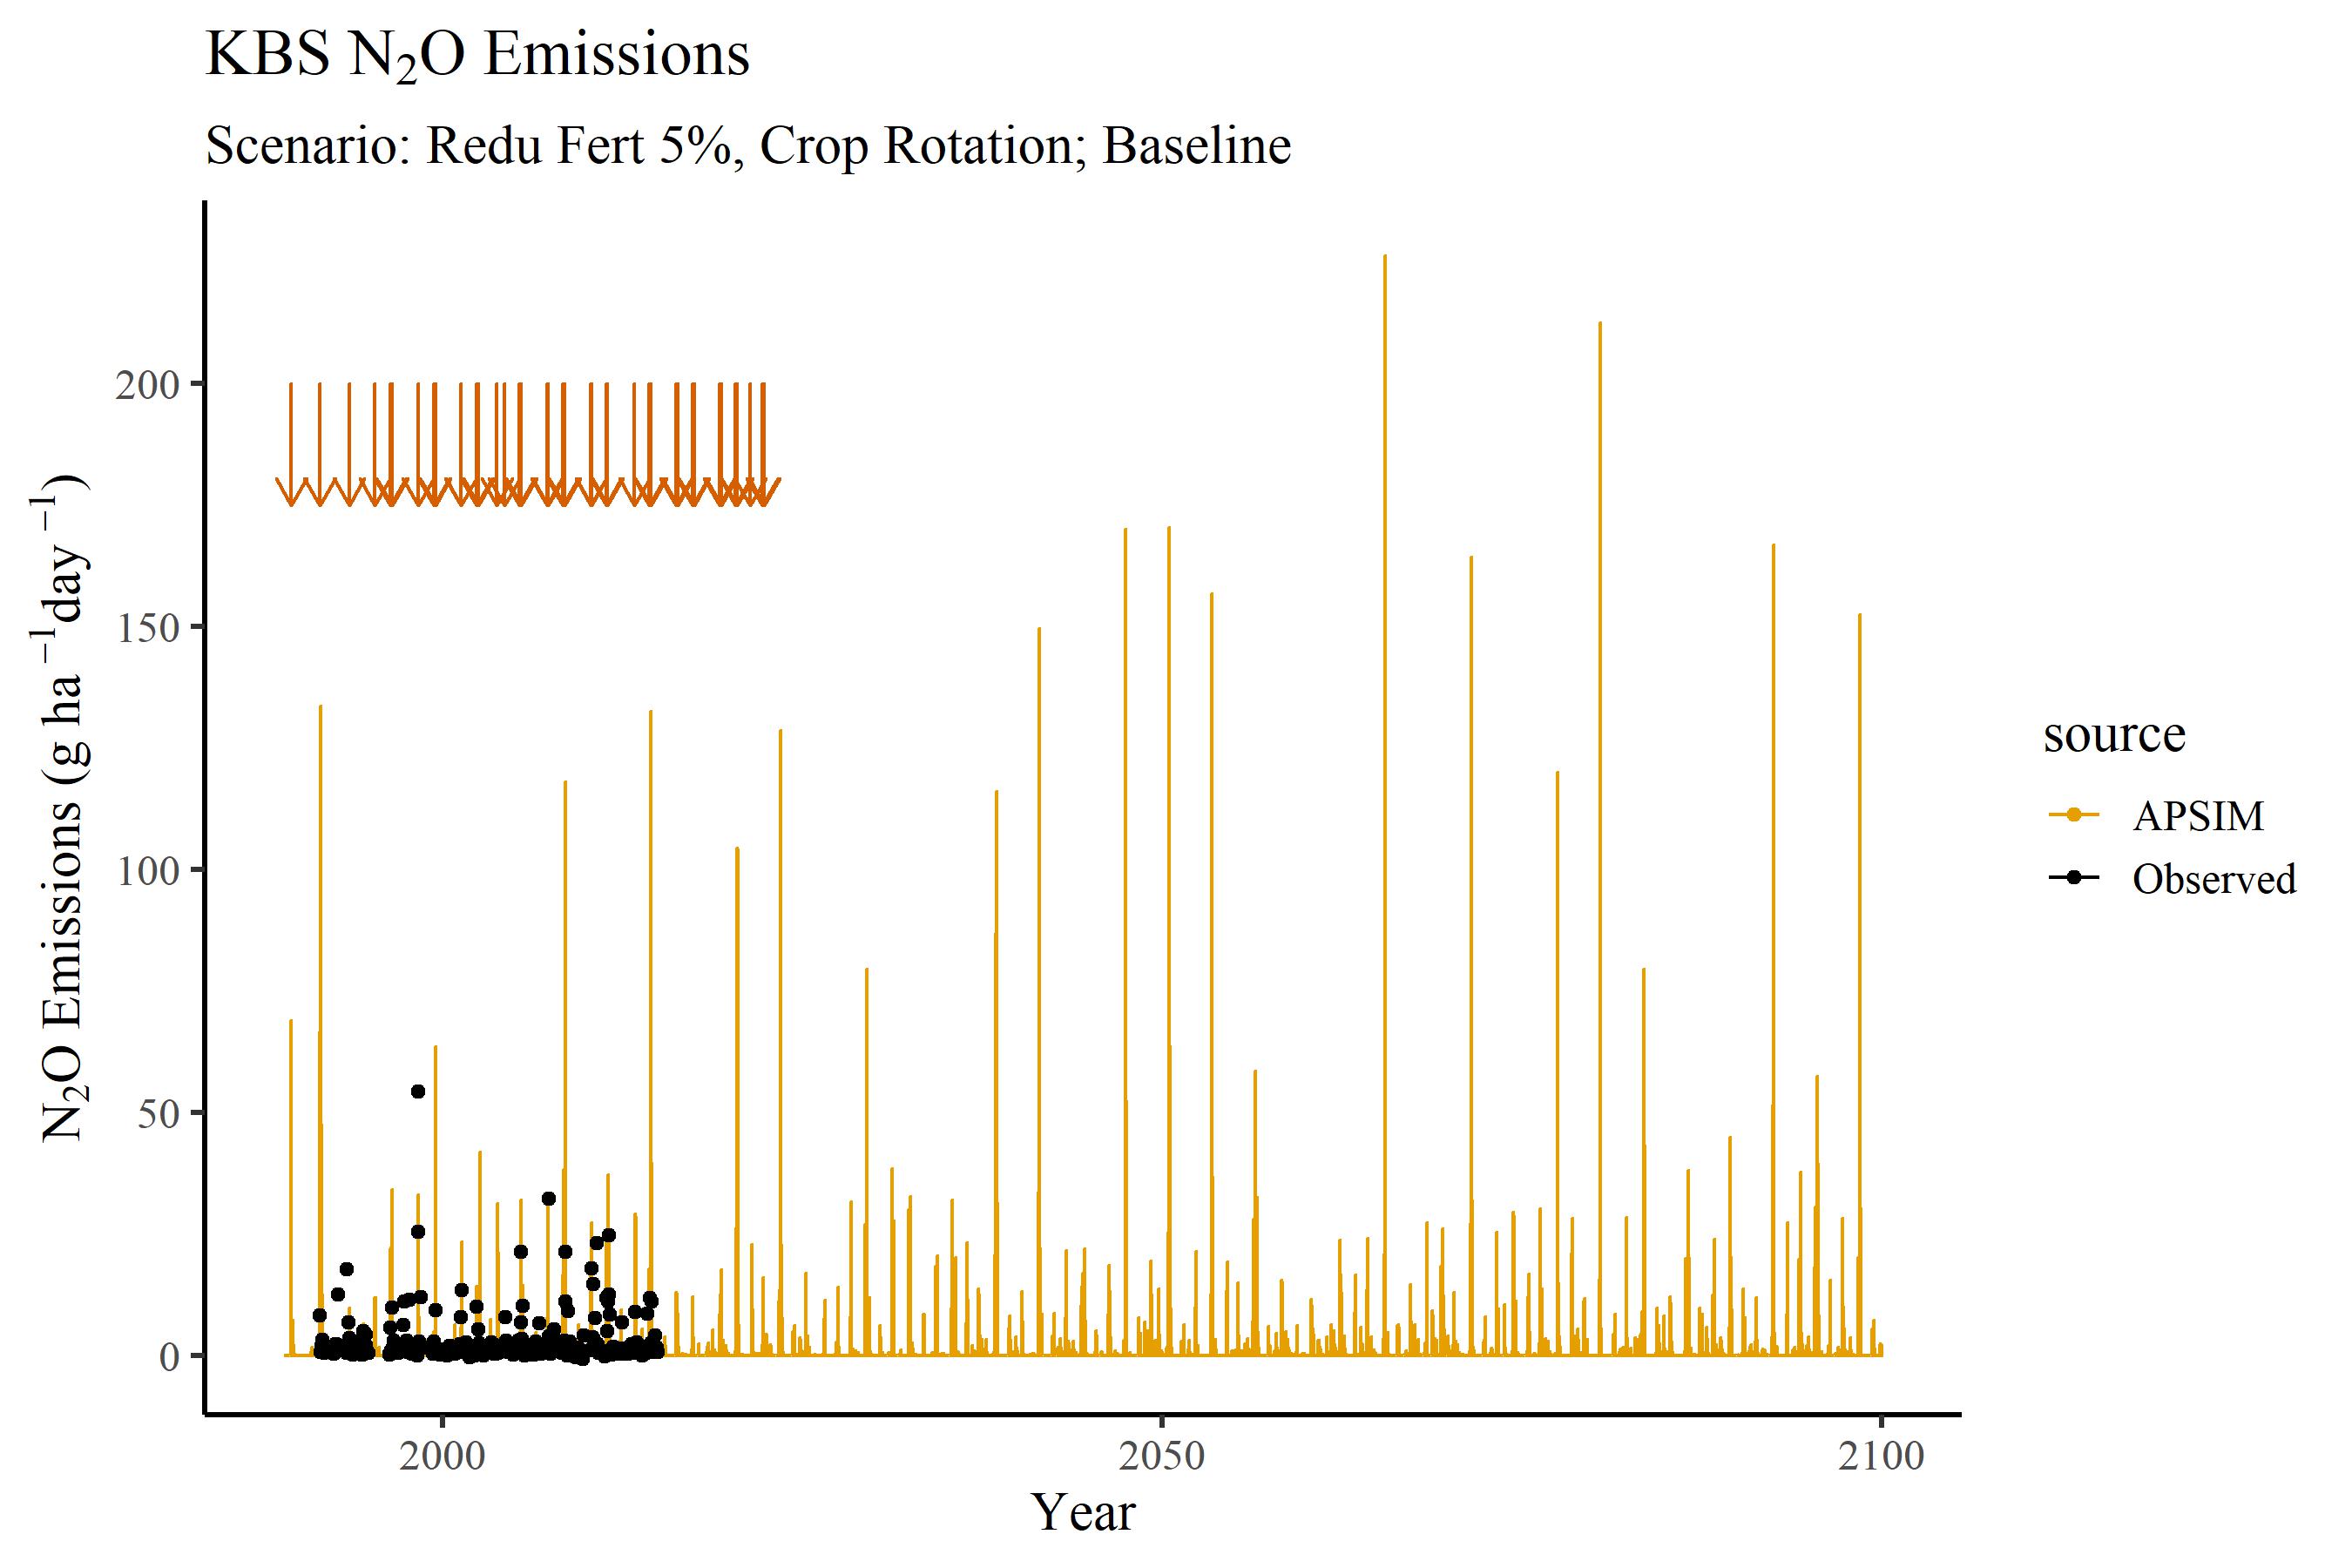 KBS N₂O Emissions
Scenario: Redu Fert 5%, Crop Rotation; Baseline
N₂O Emissions (g ha ⁻¹day ⁻¹)
200
150
100
50
0
2000
2050
2100
Year
source
APSIM
Observed